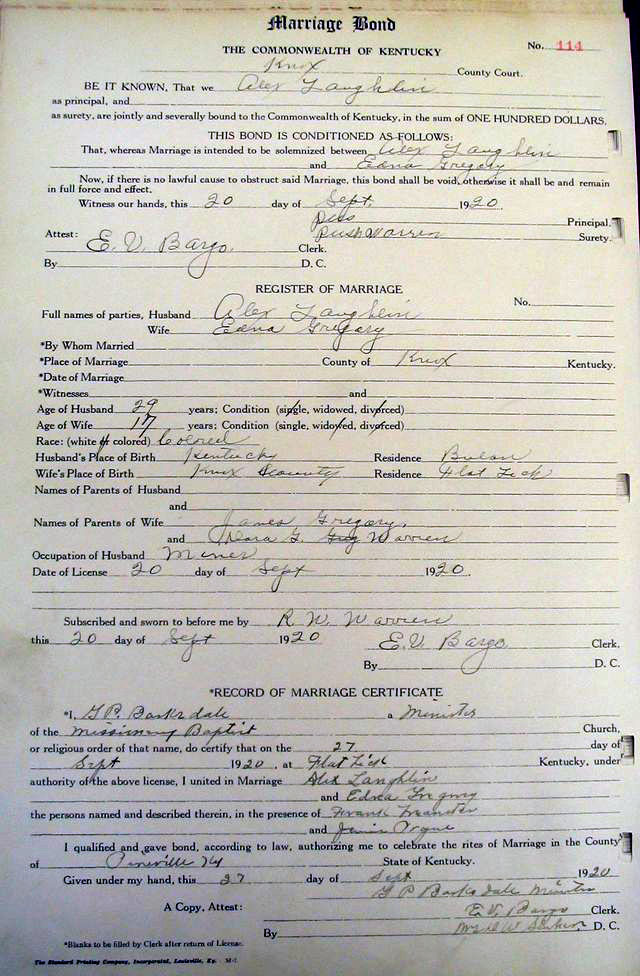 Marriage Bond
THE COMMONWEALTH OF KENTUCKY No. 114
Knox County Court.
BE IT KNOWN, That we Alex Laughlin
as principal, and
as surety, are jointly and severally bound to the Commonwealth of Kentucky, in the sum of ONE HUNDRED DOLLARS,
THIS BOND IS CONDITIONED AS FOLLOWS:
That, whereas Marriage is intended to be solemnized between Alex Laughlin
and Edna Gregory
Now, if there is no lawful cause to obstruct said Marriage, this bond shall be void, otherwise it shall be and remain
in full force and effect.
Witness our hands, this 20 day of Sept. 1920.
Principal.
Attest: E. V. Bargo. Clerk. Warren Surety.
By D. C.
REGISTER OF MARRIAGE
Full names of parties, Husband Alex Laughlin No.
Wife Edna Gregory
*By Whom Married
*Place of Marriage County of Knox Kentucky.
*Date of Marriage
*Witnesses and
Age of Husband 29 years; Condition (single, widowed, divorced)
Age of Wife 17 years; Condition (single, widowed, divorced)
Race: (white or colored) Colored
Husband's Place of Birth Kentucky Residence
Wife's Place of Birth Knox County Residence Flat Lick
Names of Parents of Husband
and
Names of Parents of Wife James Gregory.
and Warren
Occupation of Husband Miner
Date of License 20 day of Sept 1920.
Subscribed and sworn to before me by R. W. Warren
this 20 day of Sept 1920 E. V. Bargo Clerk.
By D. C.
*RECORD OF MARRIAGE CERTIFICATE
*I, G. P. Barksdale a Minister
of the Missionary Baptist Church,
or religious order of that name, do certify that on the 27 day of
Sept 1920, at Flat Lick Kentucky, under
authority of the above license, I united in Marriage Alex Laughlin
and Edna Gregory
the persons named and described therein, in the presence of Frank
and
I qualified and gave bond, according to law, authorizing me to celebrate the rites of Marriage in the County
of Pineville Ky State of Kentucky.
Given under my hand, this 27 day of Sept 1920
G P Barksdale Minister
A Copy, Attest: E. V. Bargo Clerk.
By D. C.
*Blanks to be filled by Clerk after return of License.
The Standard Printing Company, Incorporated, Louisville, Ky.